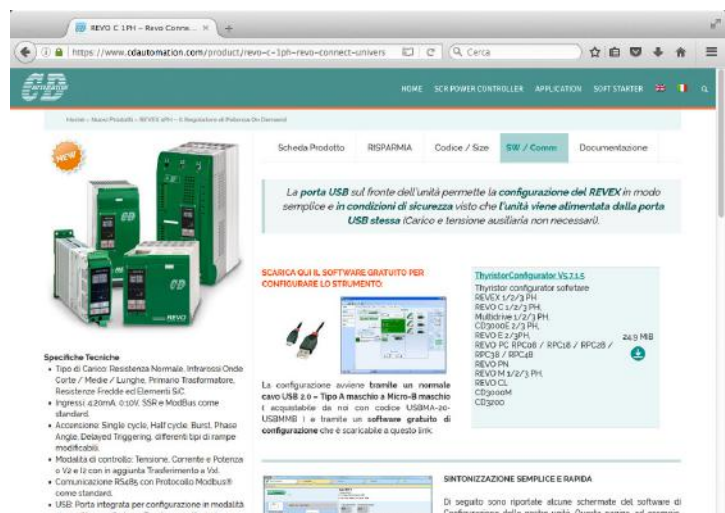 REVO C 1PH – Revo Conne...
https://www.cdautomation.com/product/revo-c-1ph-revo-connect-univers
Cerca
CD
HOME SCR POWER CONTROLLER APPLICATION SOFT STARTER
Home » Nuovi Prodotti »
NEW
Scheda Prodotto RISPARMIA Codice / Size SW / Comm Documentazione
La porta USB sul fronte dell'unità permette la configurazione del REVEX in modo
semplice e in condizioni di sicurezza visto che l'unità viene alimentata dalla porta
USB stessa (Carico e tensione ausiliaria non necessari).
SCARICA QUI IL SOFTWARE GRATUITO PER
CONFIGURARE LO STRUMENTO:
La configurazione avviene tramite un normale
cavo USB 2.0 – Tipo A maschio a Micro-B maschio
( acquistabile da noi con codice USBMA-20-
USBMMB ) e tramite un software gratuito di
configurazione che è scaricabile a questo link:
ThyristorConfigurator V5.7.1.5
Thyristor configurator sofwtare
REVEX 1/2/3 PH
REVO C 1/2/3 PH,
Multidrive 1/2/3 PH
CD3000E 2/3 PH,
REVO E 2/3PH,
REVO PC RPC08 / RPC18 / RPC28 /
RPC38 / RPC48
REVO PN
REVO M 1/2/3 PH,
REVO CL
CD3000M
CD3200
24.9 MiB
REVO
Specifiche Tecniche
• Tipo di Carico: Resistenza Normale, Infrarossi Onde
Corte / Medie / Lunghe, Primario Trasformatore,
Resistenze Fredde ed Elementi SiC.
• Ingressi: 4:20mA, 0:10V, SSR e ModBus come
standard.
• Accensione: Single cycle, Half cycle, Burst, Phase
Angle, Delayed Triggering, differenti tipi di rampe
modificabili.
• Modalità di controllo: Tensione, Corrente e Potenza
o V2 e I2 con in aggiunta Trasferimento a VxI.
• Comunicazione RS485 con Protocollo Modbus®
come standard.
• USB: Porta integrata per configurazione in modalità
SINTONIZZAZIONE SEMPLICE E RAPIDA
Di seguito sono riportate alcune schermate del software di